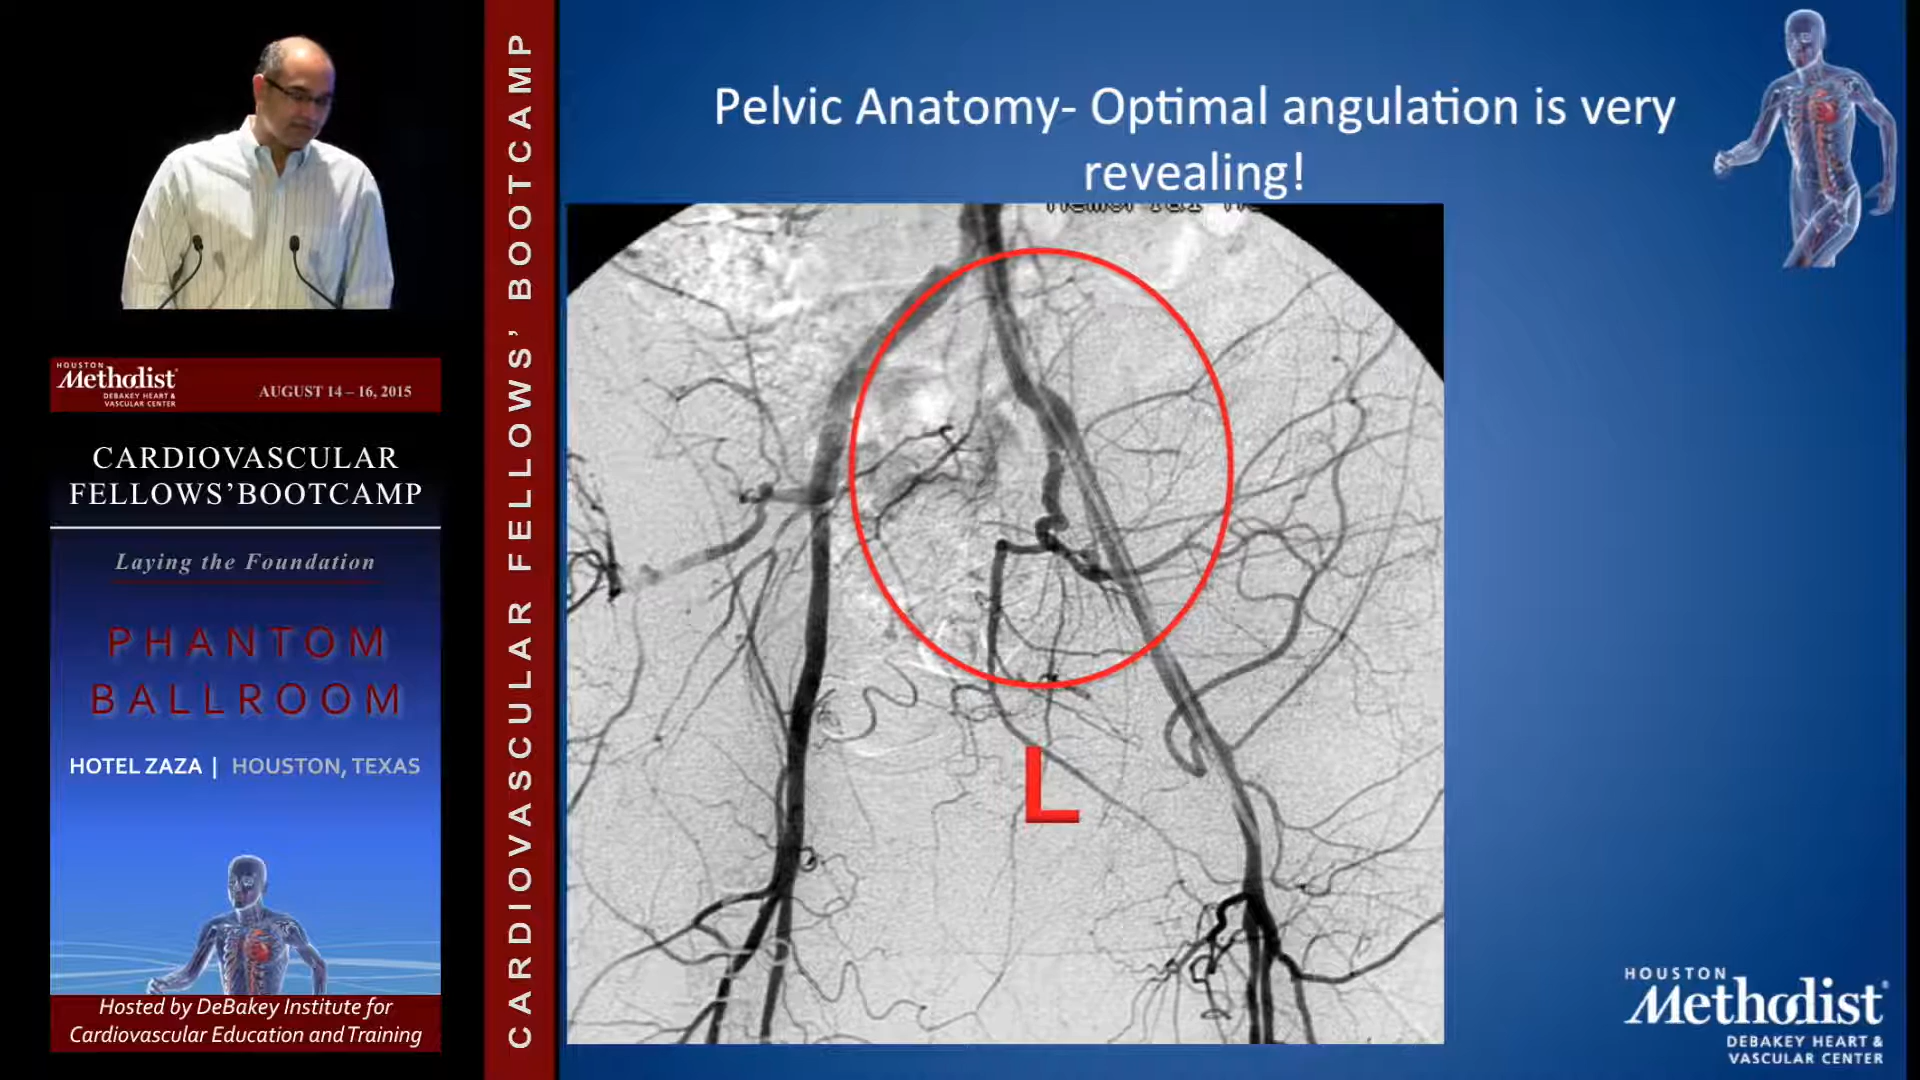 HOUSTON
Methodist
DEBAKEY HEART &
VASCULAR CENTER
AUGUST 14 – 16, 2015
CARDIOVASCULAR
FELLOWS’BOOTCAMP
Laying the Foundation
PHANTOM
BALLROOM
HOTEL ZAZA | HOUSTON, TEXAS
Hosted by DeBakey Institute for
Cardiovascular Education and Training
CARDIOVASCULAR FELLOWS’ BOOTCAMP
Pelvic Anatomy- Optimal angulation is very
revealing!
L
HOUSTON
Methodist®
DEBAKEY HEART &
VASCULAR CENTER